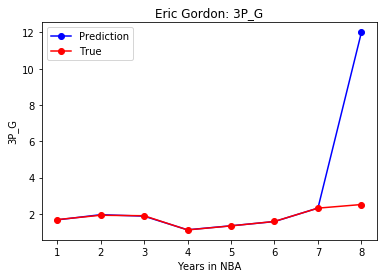 Eric Gordon: 3P_G
Prediction
True
12
10
8
6
4
2
3P_G
1 2 3 4 5 6 7 8
Years in NBA